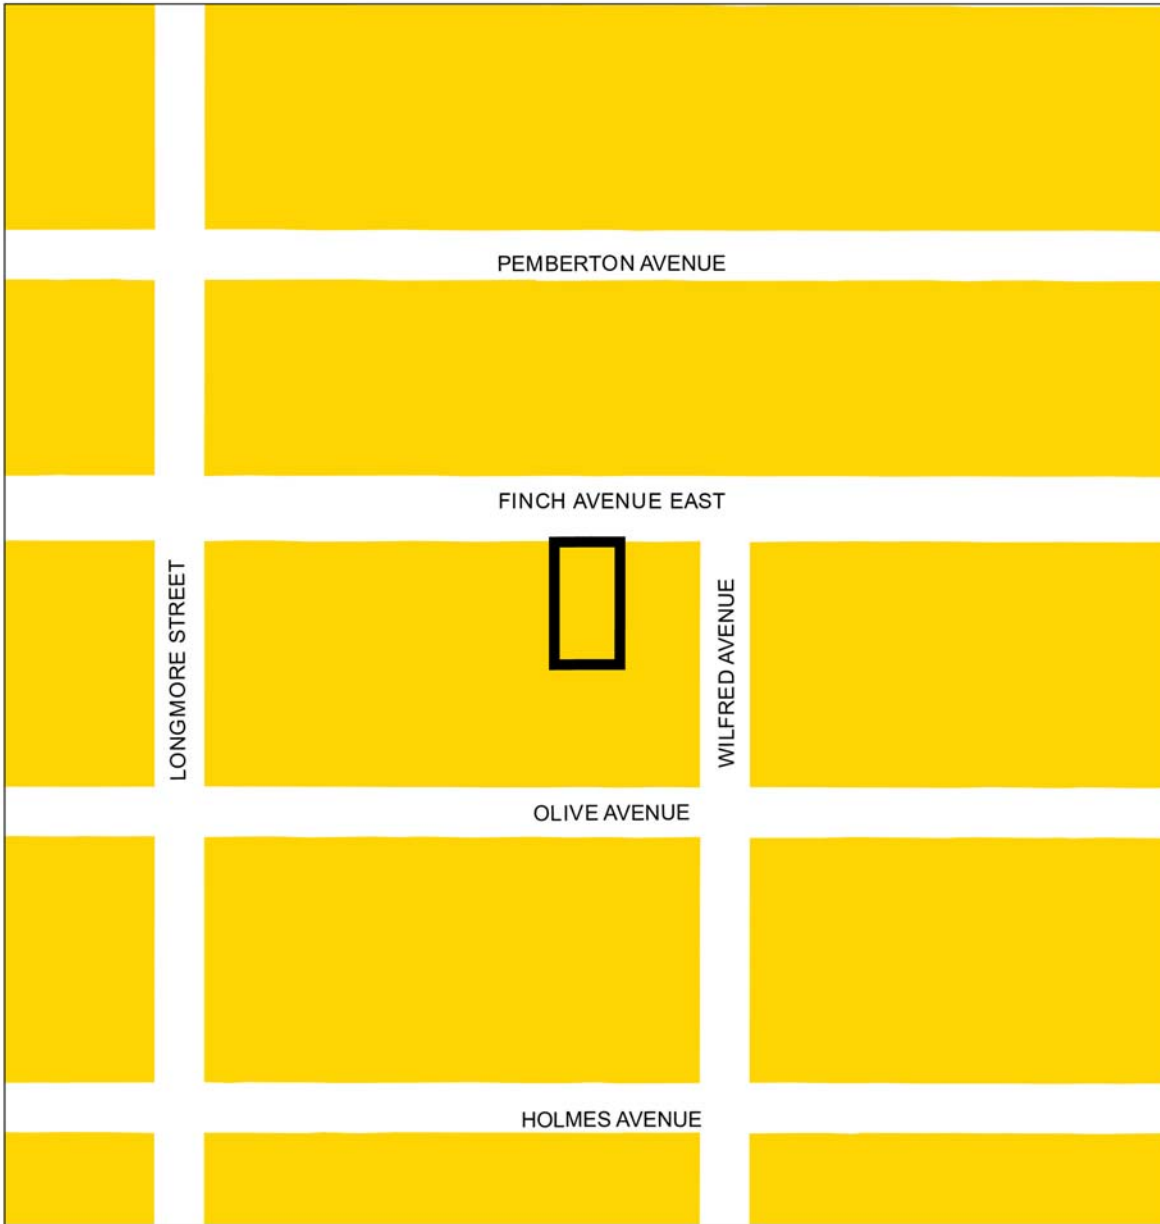 PEMBERTON AVENUE
FINCH AVENUE EAST
LONGMORE STREET
WILFRED AVENUE
OLIVE AVENUE
HOLMES AVENUE